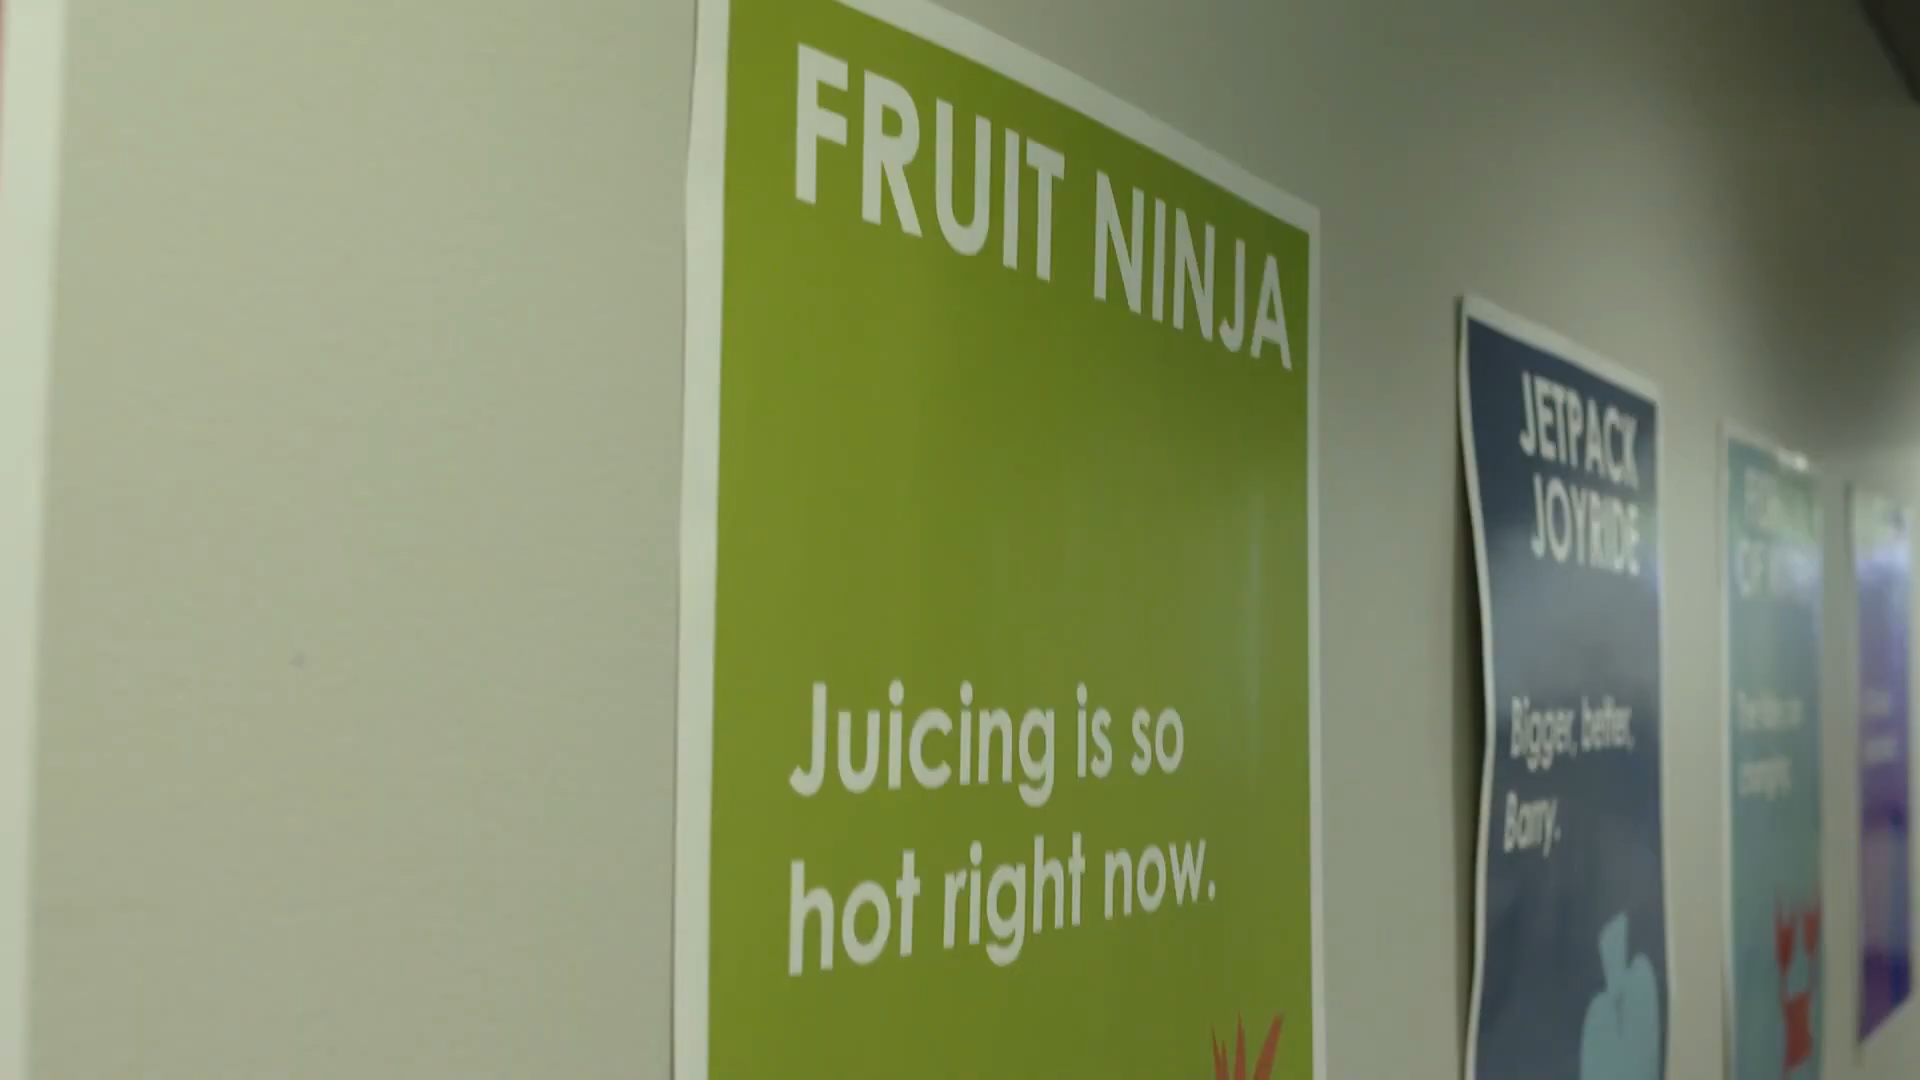 FRUIT NINJA
Juicing is so
hot right now.
JETPACK
JOYRIDE
Bigger, better,
Barry.